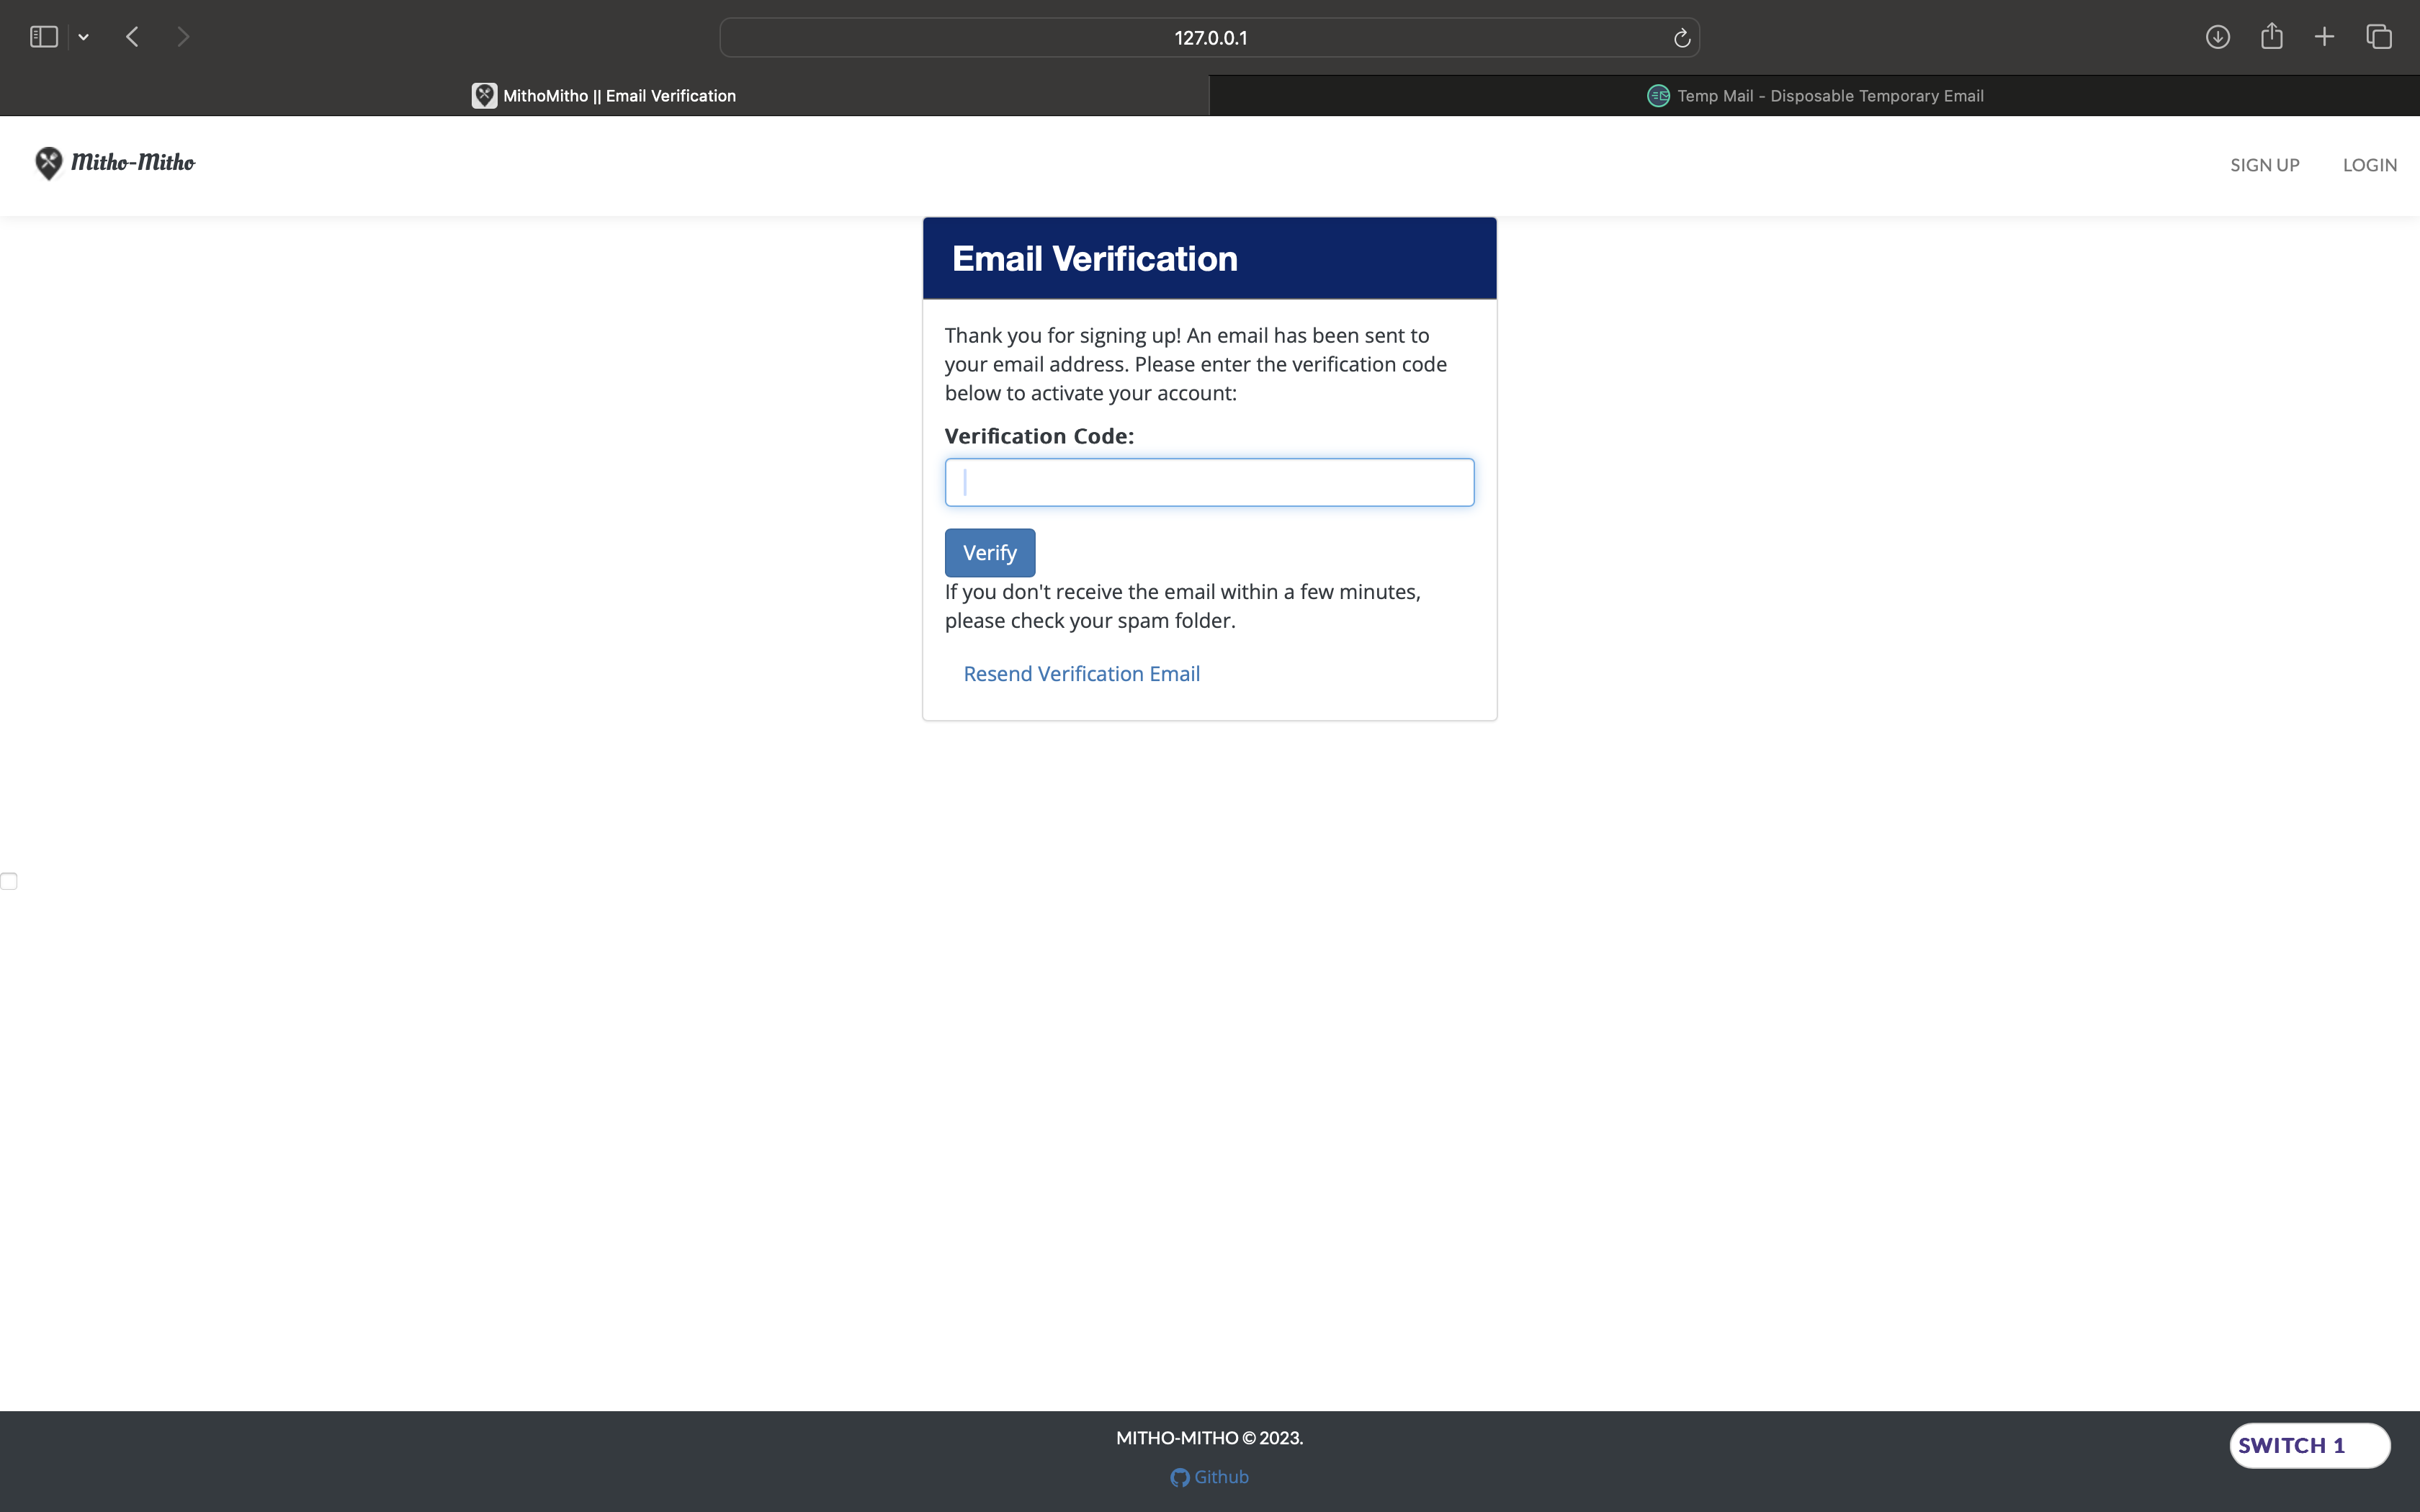 127.0.0.1
MithoMitho || Email Verification
Temp Mail - Disposable Temporary Email
Mitho-Mitho
SIGN UP
LOGIN
Email Verification
Thank you for signing up! An email has been sent to
your email address. Please enter the verification code
below to activate your account:
Verification Code:
Verify
If you don't receive the email within a few minutes,
please check your spam folder.
Resend Verification Email
MITHO-MITHO © 2023.
Github
SWITCH 1